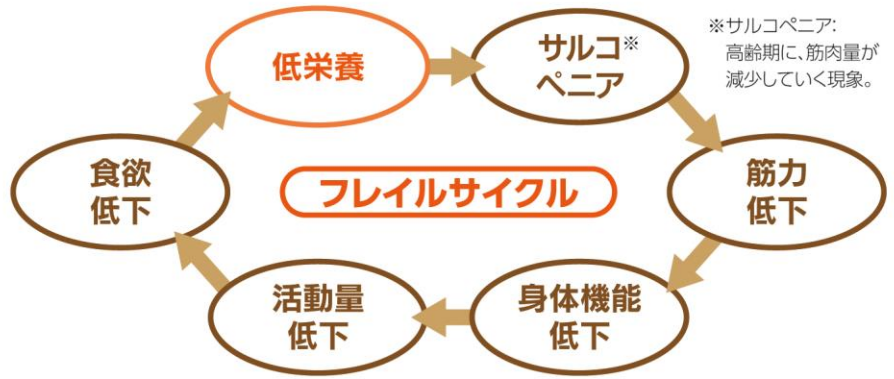 低栄養
サルコ※
ペニア
※サルコペニア:
高齢期に、筋肉量が
減少していく現象。
食欲
低下
フレイルサイクル
筋力
低下
活動量
低下
身体機能
低下